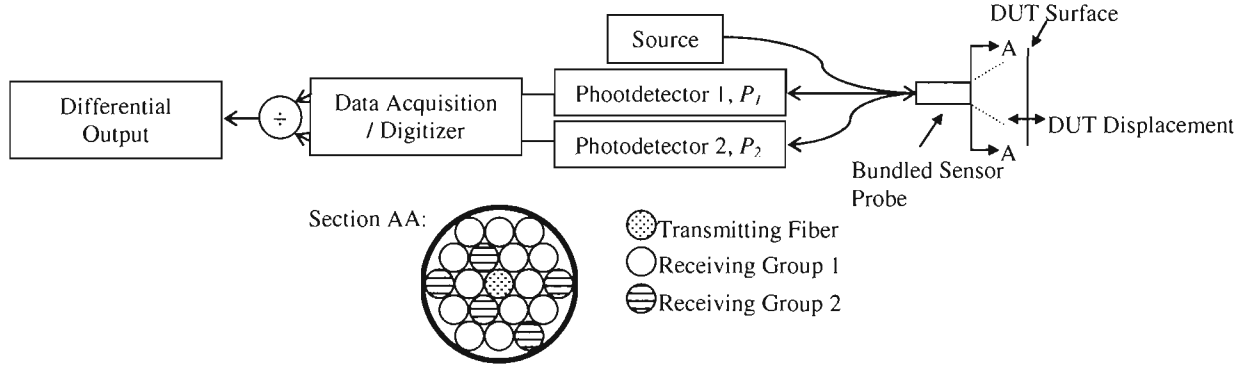 DUT Surface
Source
A
Differential
Output
÷
Data Acquisition
/ Digitizer
Phootdetector 1, P1
Photodetector 2, P2
DUT Displacement
A
Bundled Sensor
Probe
Section AA:
Transmitting Fiber
Receiving Group 1
Receiving Group 2